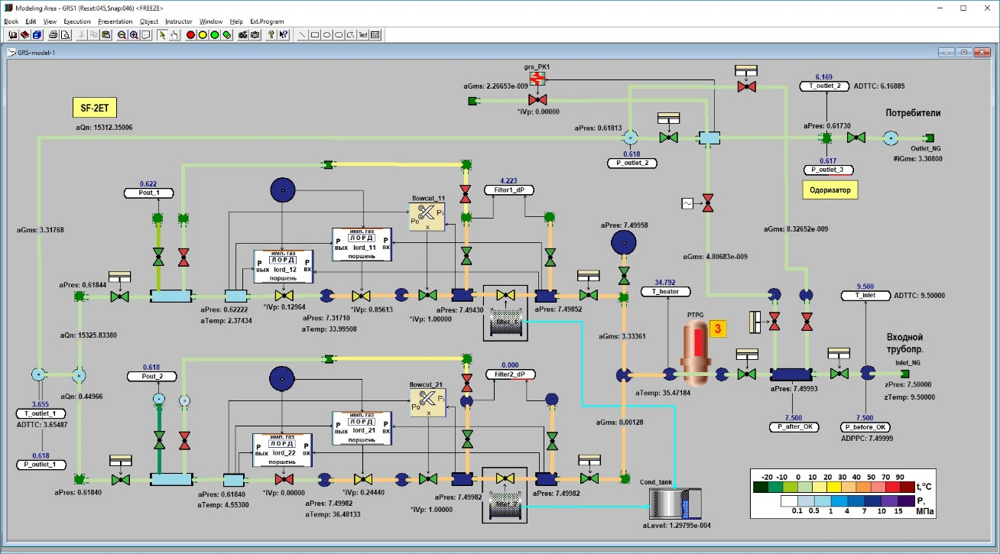 Modeling Area - GRS1 (Reset:045,Snap:046) <FREEZE>
Book Edit View Execution Presentation Object Instructor Window Help Ext.Program
Text
GRS-model-1
grs_PK1
aGms: 2.26653e-009
*iVp: 0.00000
6.169
T_outlet_2
ADTTC: 6.16885
SF-2ET
aQn: 15312.35006
Потребители
aPres: 0.61813
aPres: 0.61730
Outlet_NG
#iGms: 3.30800
0.618
P_outlet_2
0.617
P_outlet_3
Одоризатор
0.622
Pout_1
4.223
Filter1_dP
flowcut_11
Po
Pi
x
aGms: 3.31768
aPres: 7.49958
aGms: 8.32652e-009
имп. газ
ЛОРД
P
вых
lord_11
P
вх
поршень
имп. газ
ЛОРД
P
вых
lord_12
P
вх
поршень
aGms: 4.80683e-009
aPres: 0.61844
34.792
T_heater
9.500
T_inlet
ADTTC: 9.50000
*iVp: 0.12964
*iVp: 0.85613
*iVp: 1.00000
aPres: 0.62222
aTemp: 2.37434
aPres: 7.31710
aTemp: 33.99508
aPres: 7.49430
aPres: 7.49852
filter_1
PTPG
3
aQn: 15325.83380
aGms: 3.33361
Входной
трубопр.
Inlet_NG
zPres: 7.50000
zTemp: 9.50000
0.618
Pout_2
0.000
Filter2_dP
flowcut_21
Po
Pi
x
aQn: 0.44966
aTemp: 35.47184
aPres: 7.49993
3.655
T_outlet_1
ADTTC: 3.65487
имп. газ
ЛОРД
P
вых
lord_21
P
вх
поршень
имп. газ
ЛОРД
P
вых
lord_22
P
вх
поршень
aGms: 0.00128
7.500
P_after_OK
7.500
P_before_OK
ADPPC: 7.49999
0.618
P_outlet_1
aPres: 0.61840
aPres: 0.61840
aTemp: 4.55300
*iVp: 0.00000
*iVp: 0.24440
*iVp: 1.00000
aPres: 7.49982
aTemp: 36.48133
aPres: 7.49982
aPres: 7.49982
filter_2
Cond_tank
aLevel: 1.29795e-004
-20 -10 0 10 20 30 40 50 70 90
t,°C
P,
МПа
0.1 0.5 1 2 4 7 10 15